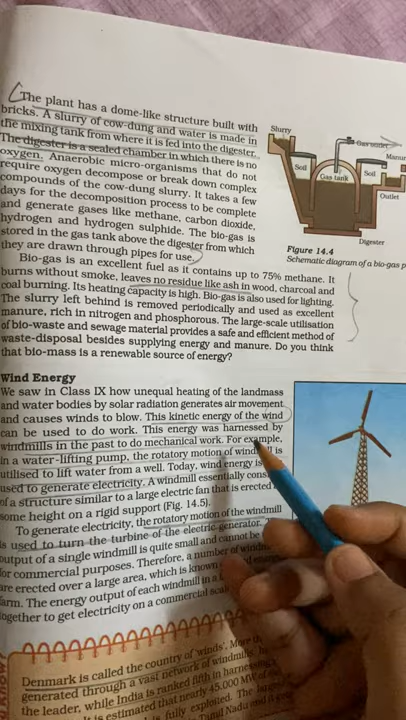 The plant has a dome-like structure built with
bricks. A slurry of cow-dung and water is made in
the mixing tank from where it is fed into the digester.
The digester is a sealed chamber in which there is no
oxygen. Anaerobic micro-organisms that do not
require oxygen decompose or break down complex
compounds of the cow-dung slurry. It takes a few
days for the decomposition process to be complete
and generate gases like methane, carbon dioxide,
hydrogen and hydrogen sulphide. The bio-gas is
stored in the gas tank above the digester from which
they are drawn through pipes for use.
Slurry
Gas outlet
Manur
Soil
Soil
Gas tank
Outlet
Digester
Figure 14.4
Schematic diagram of a bio-gas p
Bio-gas is an excellent fuel as it contains up to 75% methane. It
burns without smoke, leaves no residue like ash in wood, charcoal and
coal burning. Its heating capacity is high. Bio-gas is also used for lighting.
The slurry left behind is removed periodically and used as excellent
manure, rich in nitrogen and phosphorous. The large-scale utilisation
of bio-waste and sewage material provides a safe and efficient method of
waste-disposal besides supplying energy and manure. Do you think
that bio-mass is a renewable source of energy?
Wind Energy
We saw in Class IX how unequal heating of the landmass
and water bodies by solar radiation generates air movement
and causes winds to blow. This kinetic energy of the wind
can be used to do work. This energy was harnessed by
windmills in the past to do mechanical work. For example,
in a water-lifting pump, the rotatory motion of windmill is
utilised to lift water from a well. Today, wind energy is
used to generate electricity. A windmill essentially cons
of a structure similar to a large electric fan that is erected
some height on a rigid support (Fig. 14.5).
To generate electricity, the rotatory motion of the windmill
is used to turn the turbine of the electric generator.
output of a single windmill is quite small and cannot be
for commercial purposes. Therefore, a number of windm
are erected over a large area, which is known
arm. The energy output of each windmill in a
ogether to get electricity on a commercial sca
Know
Denmark is called the country of 'winds'. More
generated through a vast network of windmills.
the leader, while India is ranked fifth in harnessing
It is estimated that nearly 45,000 MW of
is fully exploited. The large
Tamil Nadu